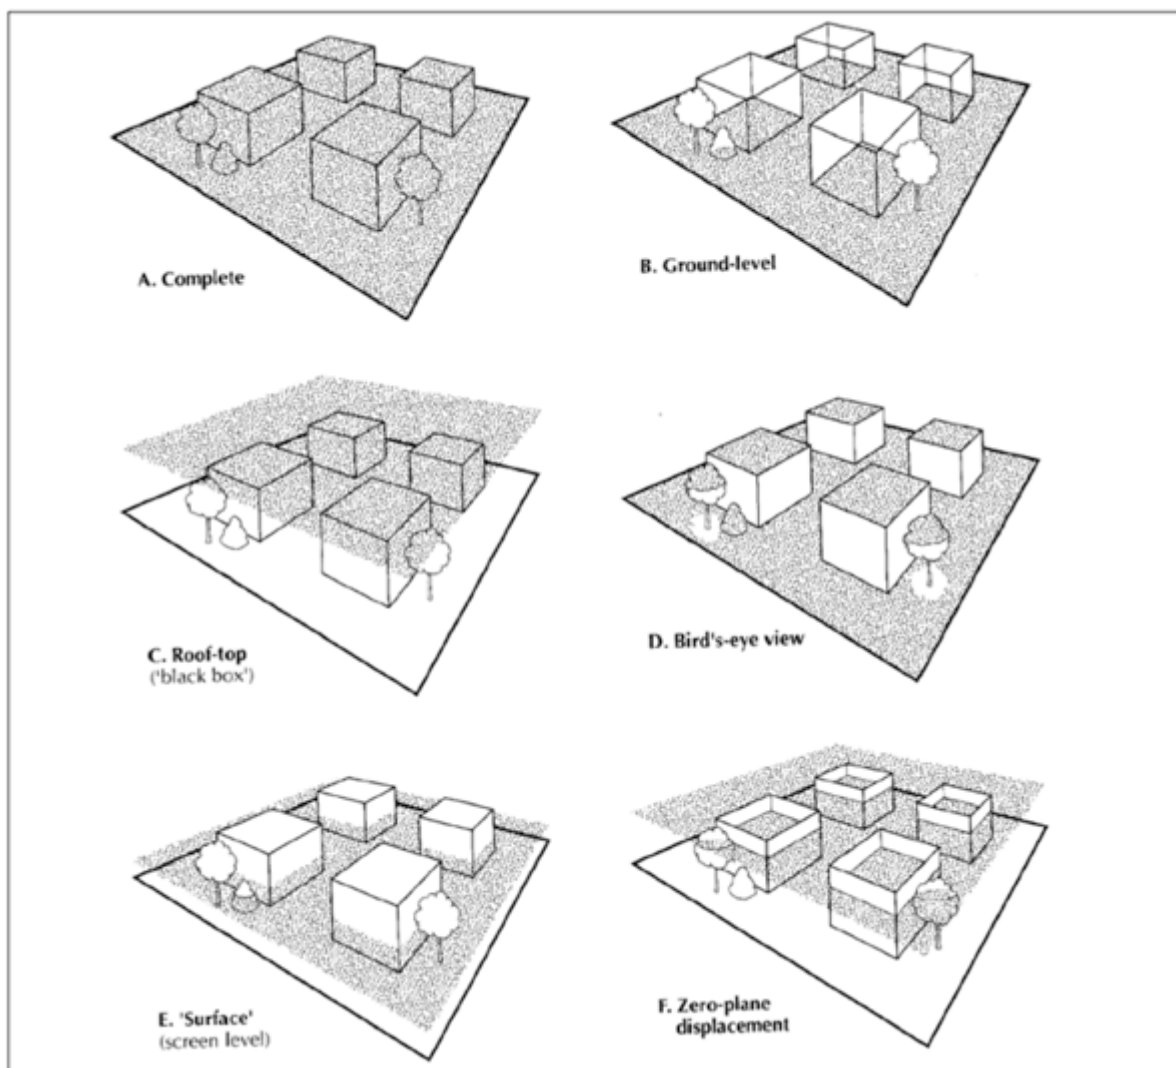 A. Complete
B. Ground-level
C. Roof-top
('black box')
D. Bird's-eye view
E. 'Surface'
(screen level)
F. Zero-plane
displacement